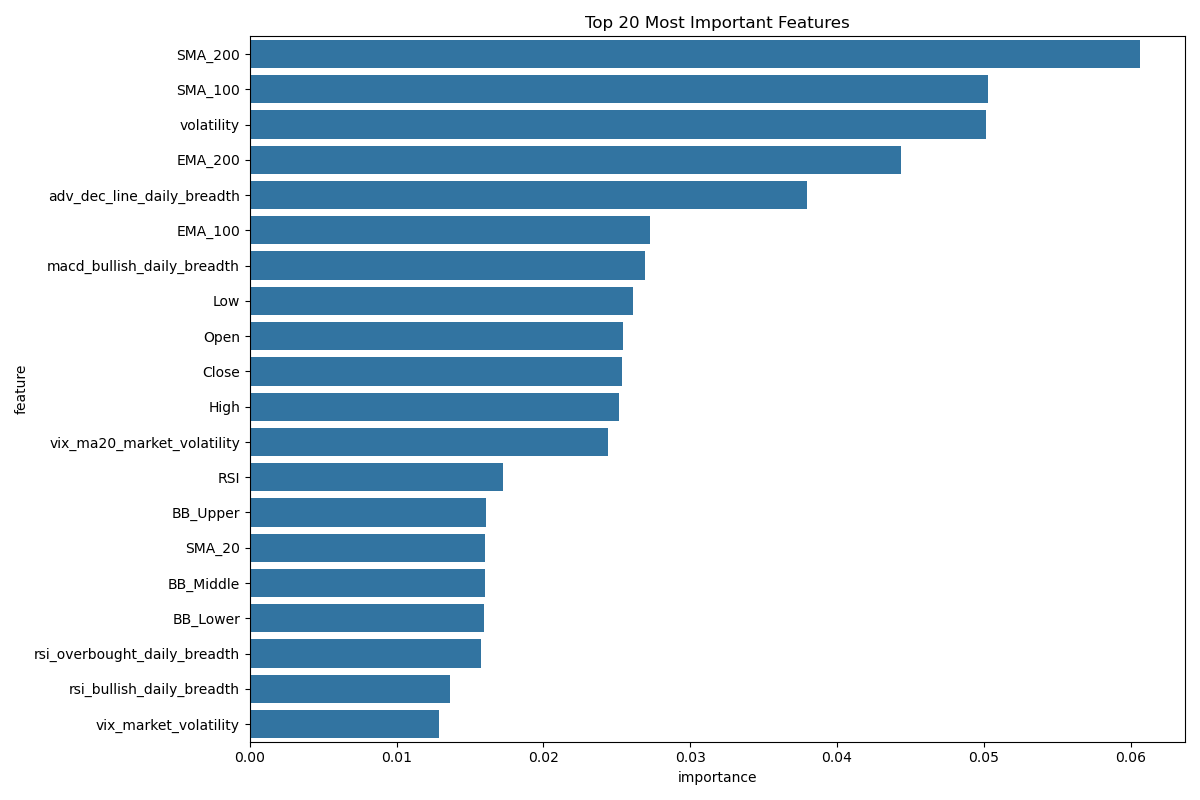 Top 20 Most Important Features
feature
SMA_200
SMA_100
volatility
EMA_200
adv_dec_line_daily_breadth
EMA_100
macd_bullish_daily_breadth
Low
Open
Close
High
vix_ma20_market_volatility
RSI
BB_Upper
SMA_20
BB_Middle
BB_Lower
rsi_overbought_daily_breadth
rsi_bullish_daily_breadth
vix_market_volatility
0.00 0.01 0.02 0.03 0.04 0.05 0.06
importance